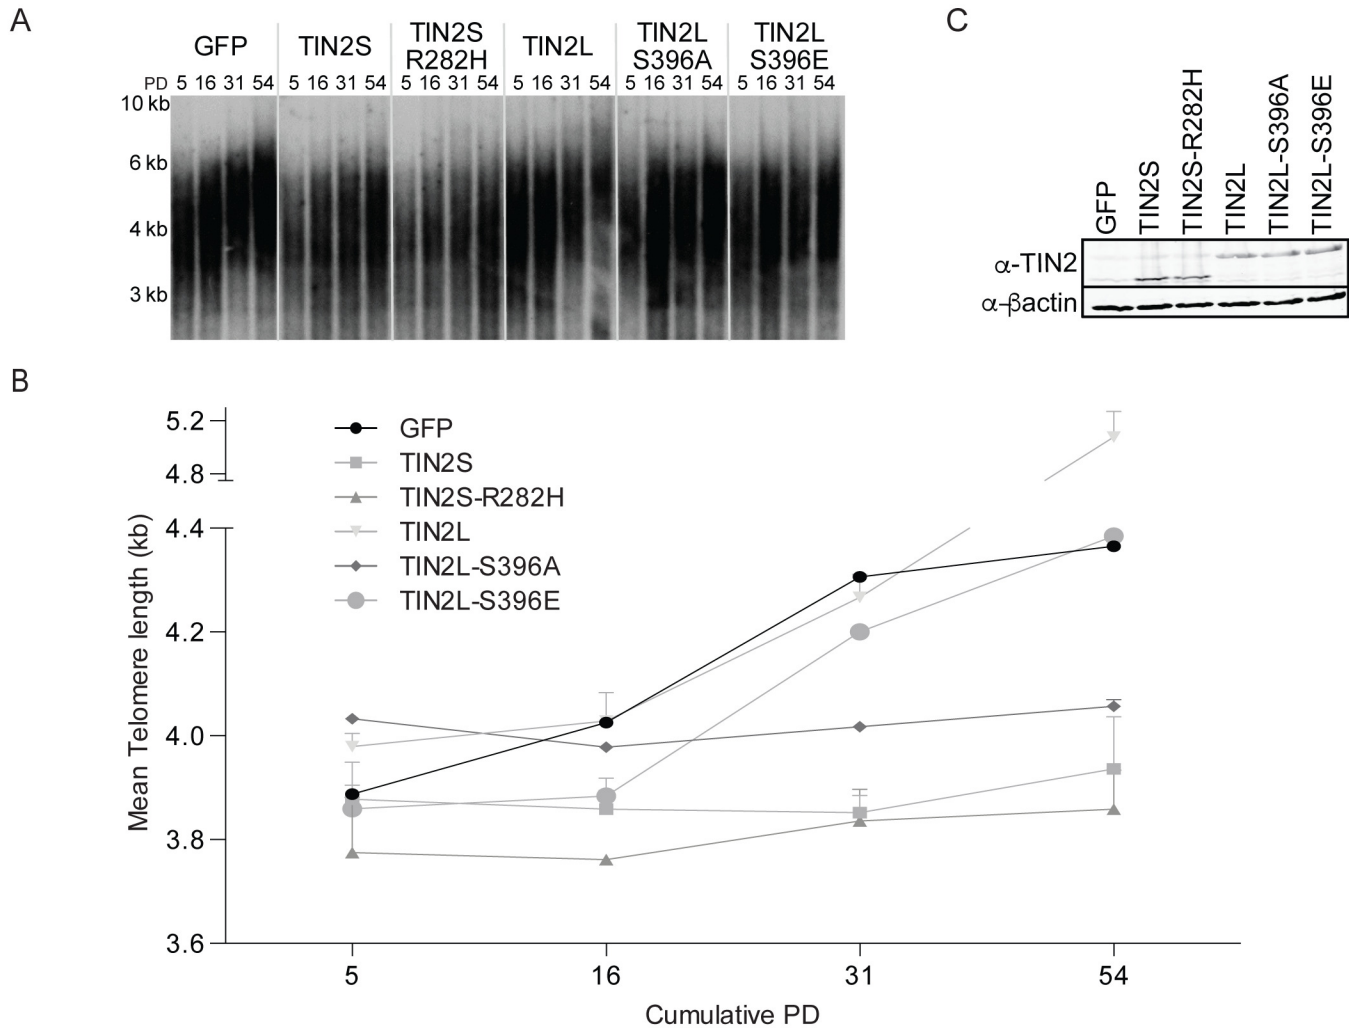 A
GFP
TIN2S
TIN2S
R282H
TIN2L
TIN2L
S396A
TIN2L
S396E
PD 5 16 31 54 5 16 31 54 5 16 31 54 5 16 31 54 5 16 31 54 5 16 31 54
10 kb
6 kb
4 kb
3 kb
C
GFP
TIN2S
TIN2S-R282H
TIN2L
TIN2L-S396A
TIN2L-S396E
α-TIN2
α-βactin
B
5.2
4.8
4.4
4.2
4.0
3.8
3.6
Mean Telomere length (kb)
GFP
TIN2S
TIN2S-R282H
TIN2L
TIN2L-S396A
TIN2L-S396E
5 16 31 54
Cumulative PD